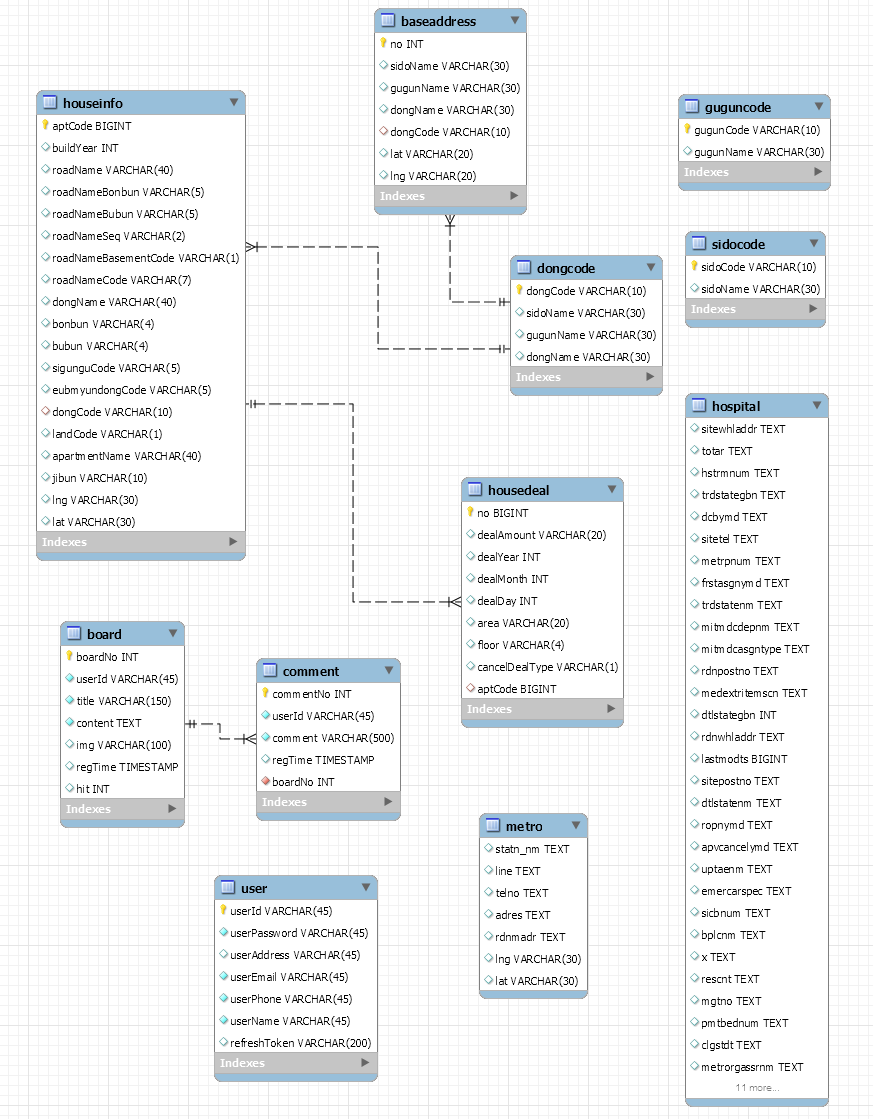 baseaddress
no INT
sidoName VARCHAR(30)
gugunName VARCHAR(30)
dongName VARCHAR(30)
dongCode VARCHAR(10)
lat VARCHAR(20)
lng VARCHAR(20)
Indexes
houseinfo
aptCode BIGINT
buildYear INT
roadName VARCHAR(40)
roadNameBonbun VARCHAR(5)
roadNameBubun VARCHAR(5)
roadNameSeq VARCHAR(2)
roadNameBasementCode VARCHAR(1)
roadNameCode VARCHAR(7)
dongName VARCHAR(40)
bonbun VARCHAR(4)
bubun VARCHAR(4)
sigunguCode VARCHAR(5)
eubmyundongCode VARCHAR(5)
dongCode VARCHAR(10)
landCode VARCHAR(1)
apartmentName VARCHAR(40)
jibun VARCHAR(10)
lng VARCHAR(30)
lat VARCHAR(30)
Indexes
guguncode
gugunCode VARCHAR(10)
gugunName VARCHAR(30)
Indexes
sidocode
sidoCode VARCHAR(10)
sidoName VARCHAR(30)
Indexes
dongcode
dongCode VARCHAR(10)
sidoName VARCHAR(30)
gugunName VARCHAR(30)
dongName VARCHAR(30)
Indexes
hospital
sitewhladdr TEXT
totar TEXT
hstrmnum TEXT
trdstategbn TEXT
dcbymd TEXT
sitetel TEXT
metrpnum TEXT
frstasgnymd TEXT
trdstatenm TEXT
mitmdcdepnm TEXT
mitmdcasgntype TEXT
rdnpostno TEXT
medextritemscn TEXT
dtlstategbn INT
rdnwhladdr TEXT
lastmodts BIGINT
sitepostno TEXT
dtlstatenm TEXT
ropnymd TEXT
apvcancelymd TEXT
uptaenm TEXT
emercarspec TEXT
sicbnum TEXT
bplcnm TEXT
x TEXT
rescnt TEXT
mgtno TEXT
pmtbednum TEXT
clgstdt TEXT
metrorgassrnm TEXT
11 more...
housedeal
no BIGINT
dealAmount VARCHAR(20)
dealYear INT
dealMonth INT
dealDay INT
area VARCHAR(20)
floor VARCHAR(4)
cancelDealType VARCHAR(1)
aptCode BIGINT
Indexes
board
boardNo INT
userId VARCHAR(45)
title VARCHAR(150)
content TEXT
img VARCHAR(100)
regTime TIMESTAMP
hit INT
Indexes
comment
commentNo INT
userId VARCHAR(45)
comment VARCHAR(500)
regTime TIMESTAMP
boardNo INT
Indexes
metro
statn_nm TEXT
line TEXT
telno TEXT
adres TEXT
rdnmadr TEXT
lng VARCHAR(30)
lat VARCHAR(30)
user
userId VARCHAR(45)
userPassword VARCHAR(45)
userAddress VARCHAR(45)
userEmail VARCHAR(45)
userPhone VARCHAR(45)
userName VARCHAR(45)
refreshToken VARCHAR(200)
Indexes